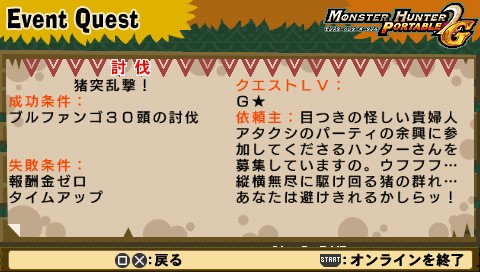 Event Quest
MONSTER HUNTER
PORTABLE 2nd G
討伐
猪突乱撃！
成功条件：
ブルファンゴ３０頭の討伐
失敗条件：
報酬金ゼロ
タイムアップ
クエストＬＶ：
Ｇ★
依頼主：目つきの怪しい貴婦人
アタクシのパーティの余興に参
加してくださるハンターさんを
募集していますの。ウフフフ…
縦横無尽に駆け回る猪の群れ…
あなたは避けきれるかしらッ！
□×:戻る
START:オンラインを終了